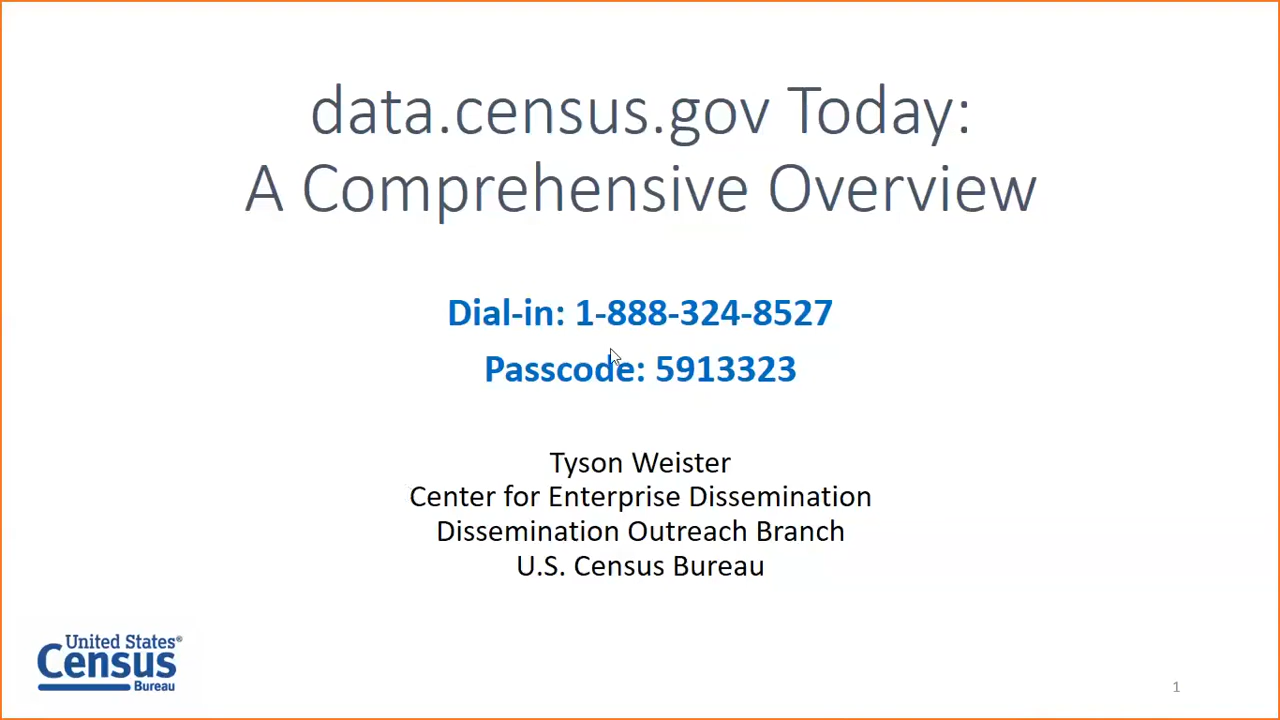 data.census.gov Today:
A Comprehensive Overview
Dial-in: 1-888-324-8527
Passcode: 5913323
Tyson Weister
Center for Enterprise Dissemination
Dissemination Outreach Branch
U.S. Census Bureau
United States®
Census
Bureau
1